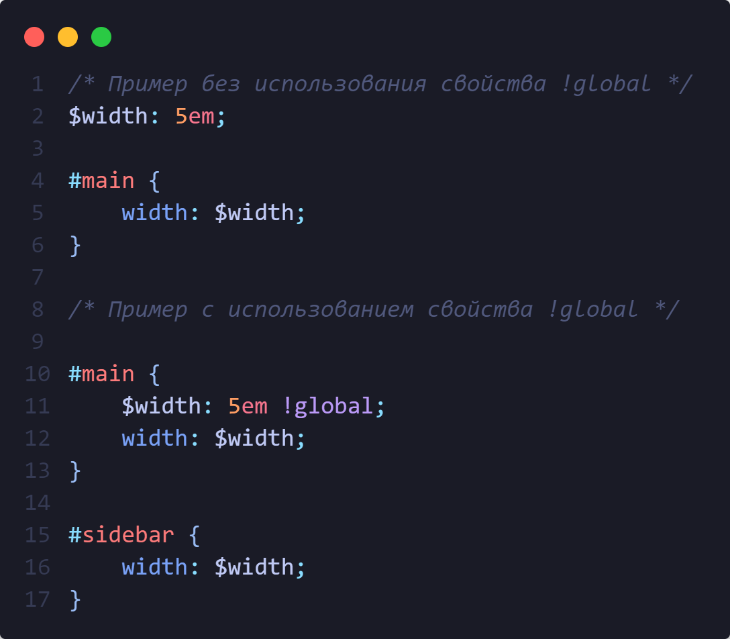 1 /* Пример без использования свойства !global */
2 $width: 5em;
3
4 #main {
5     width: $width;
6 }
7
8 /* Пример с использованием свойства !global */
9
10 #main {
11     $width: 5em !global;
12     width: $width;
13 }
14
15 #sidebar {
16     width: $width;
17 }